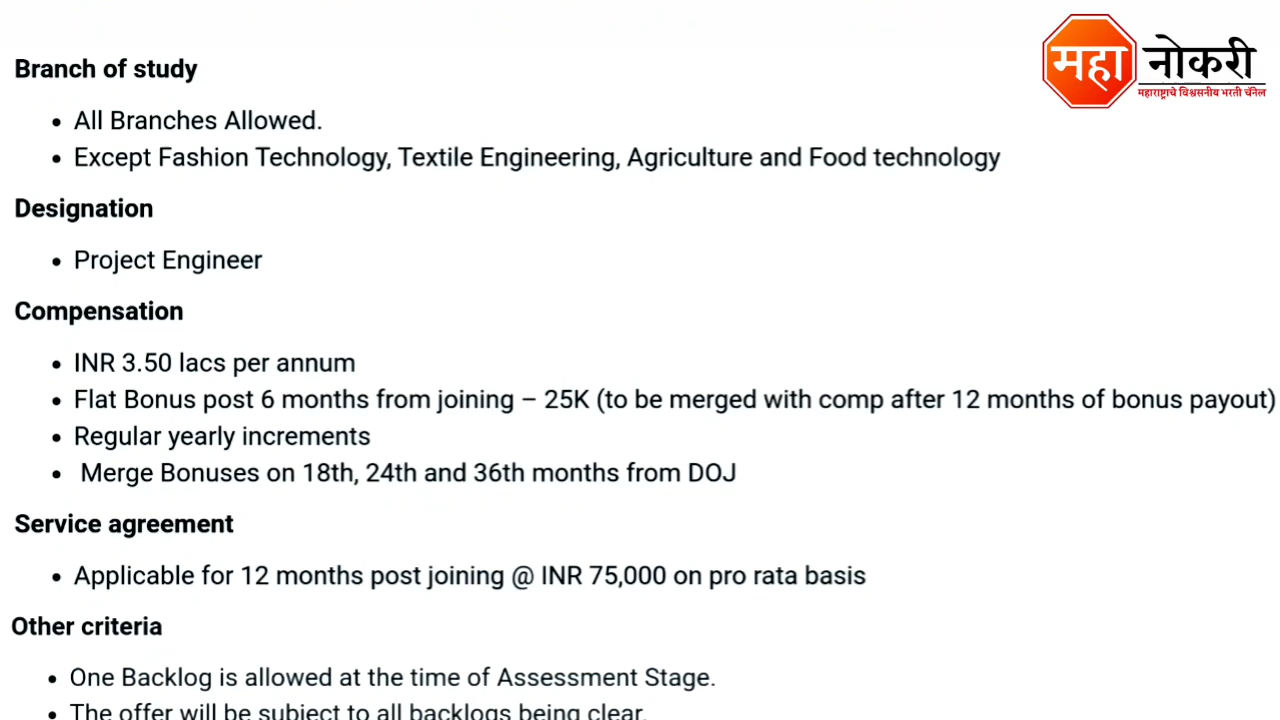 महा नोकरी
महाराष्ट्राचे विश्वसनीय भरती चॅनेल
Branch of study
All Branches Allowed.
Except Fashion Technology, Textile Engineering, Agriculture and Food technology
Designation
Project Engineer
Compensation
INR 3.50 lacs per annum
Flat Bonus post 6 months from joining – 25K (to be merged with comp after 12 months of bonus payout)
Regular yearly increments
Merge Bonuses on 18th, 24th and 36th months from DOJ
Service agreement
Applicable for 12 months post joining @ INR 75,000 on pro rata basis
Other criteria
One Backlog is allowed at the time of Assessment Stage.
The offer will be subject to all backlogs being clear.